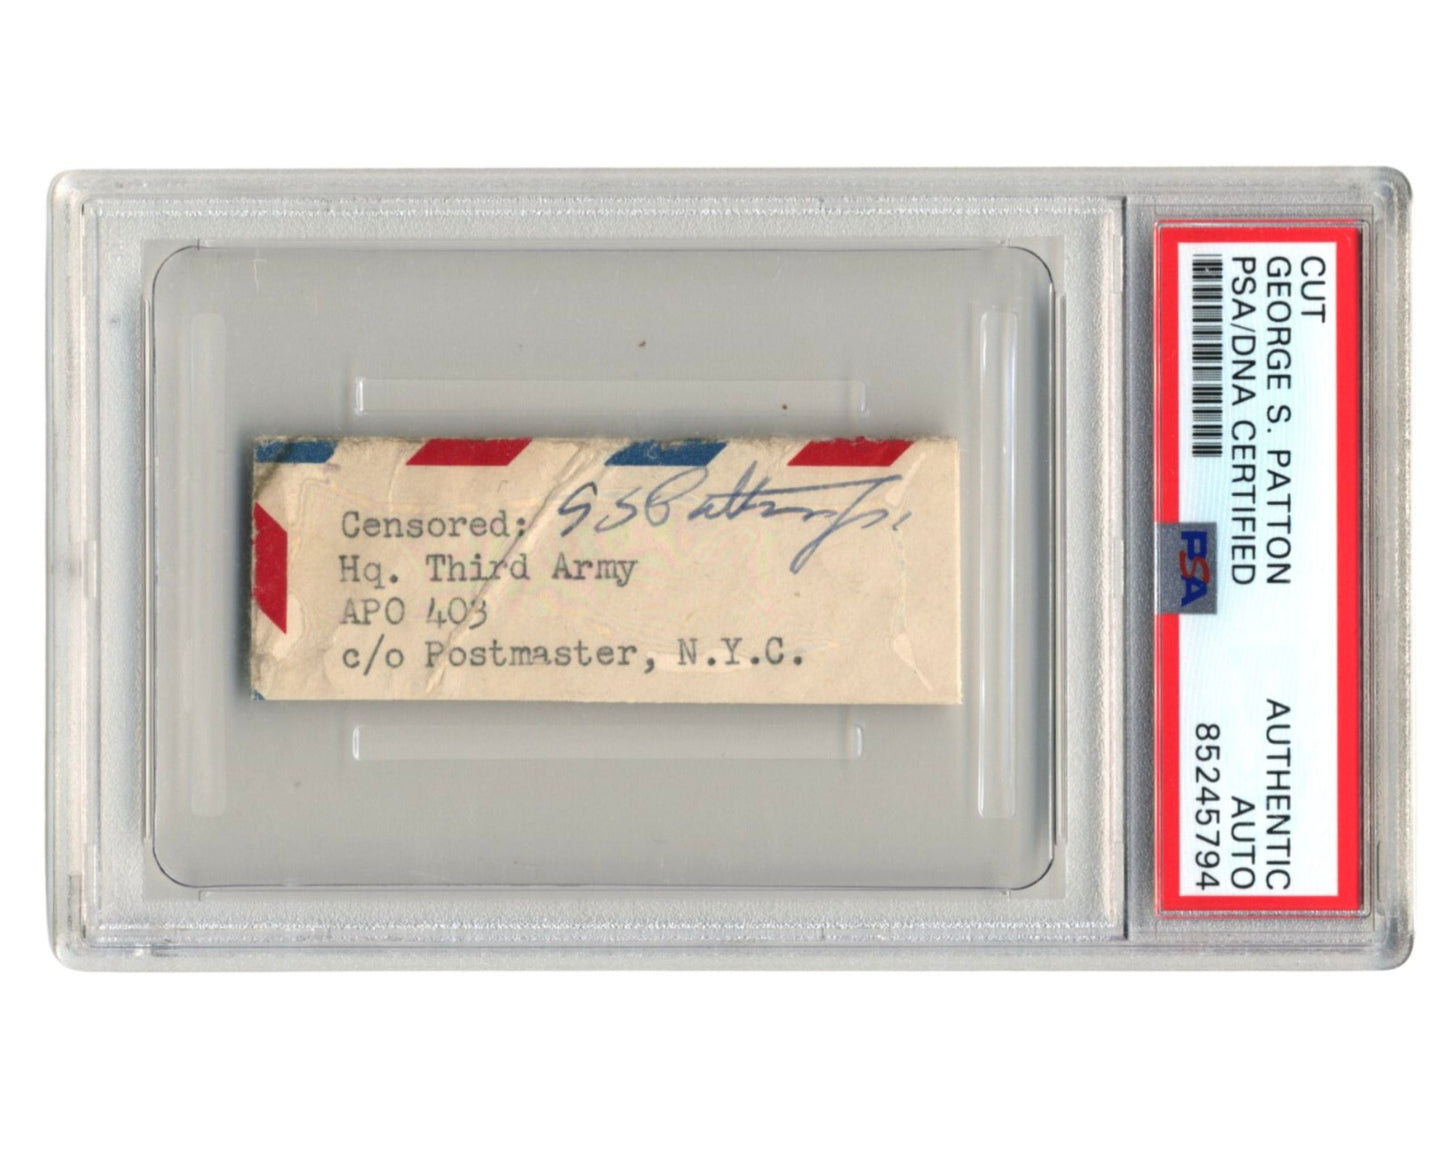 Censored: G S Patton Jr.
Hq. Third Army
APO 403
c/o Postmaster, N.Y.C.
CUT
GEORGE S. PATTON
PSA/DNA CERTIFIED
AUTHENTIC
AUTO
85245794
PSA